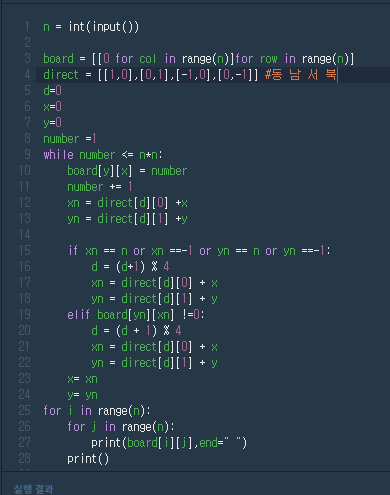 1 n = int(input())
2
3 board = [[0 for col in range(n)]for row in range(n)]
4 direct = [[1,0],[0,1],[-1,0],[0,-1]] #동 남 서 북
5 d=0
6 x=0
7 y=0
8 number =1
9 while number <= n*n:
10     board[y][x] = number
11     number += 1
12     xn = direct[d][0] +x
13     yn = direct[d][1] +y
14
15     if xn == n or xn ==-1 or yn == n or yn ==-1:
16         d = (d+1) % 4
17         xn = direct[d][0] + x
18         yn = direct[d][1] + y
19     elif board[yn][xn] !=0:
20         d = (d + 1) % 4
21         xn = direct[d][0] + x
22         yn = direct[d][1] + y
23     x= xn
24     y= yn
25 for i in range(n):
26     for j in range(n):
27         print(board[i][j],end=" ")
28     print()
실행 결과